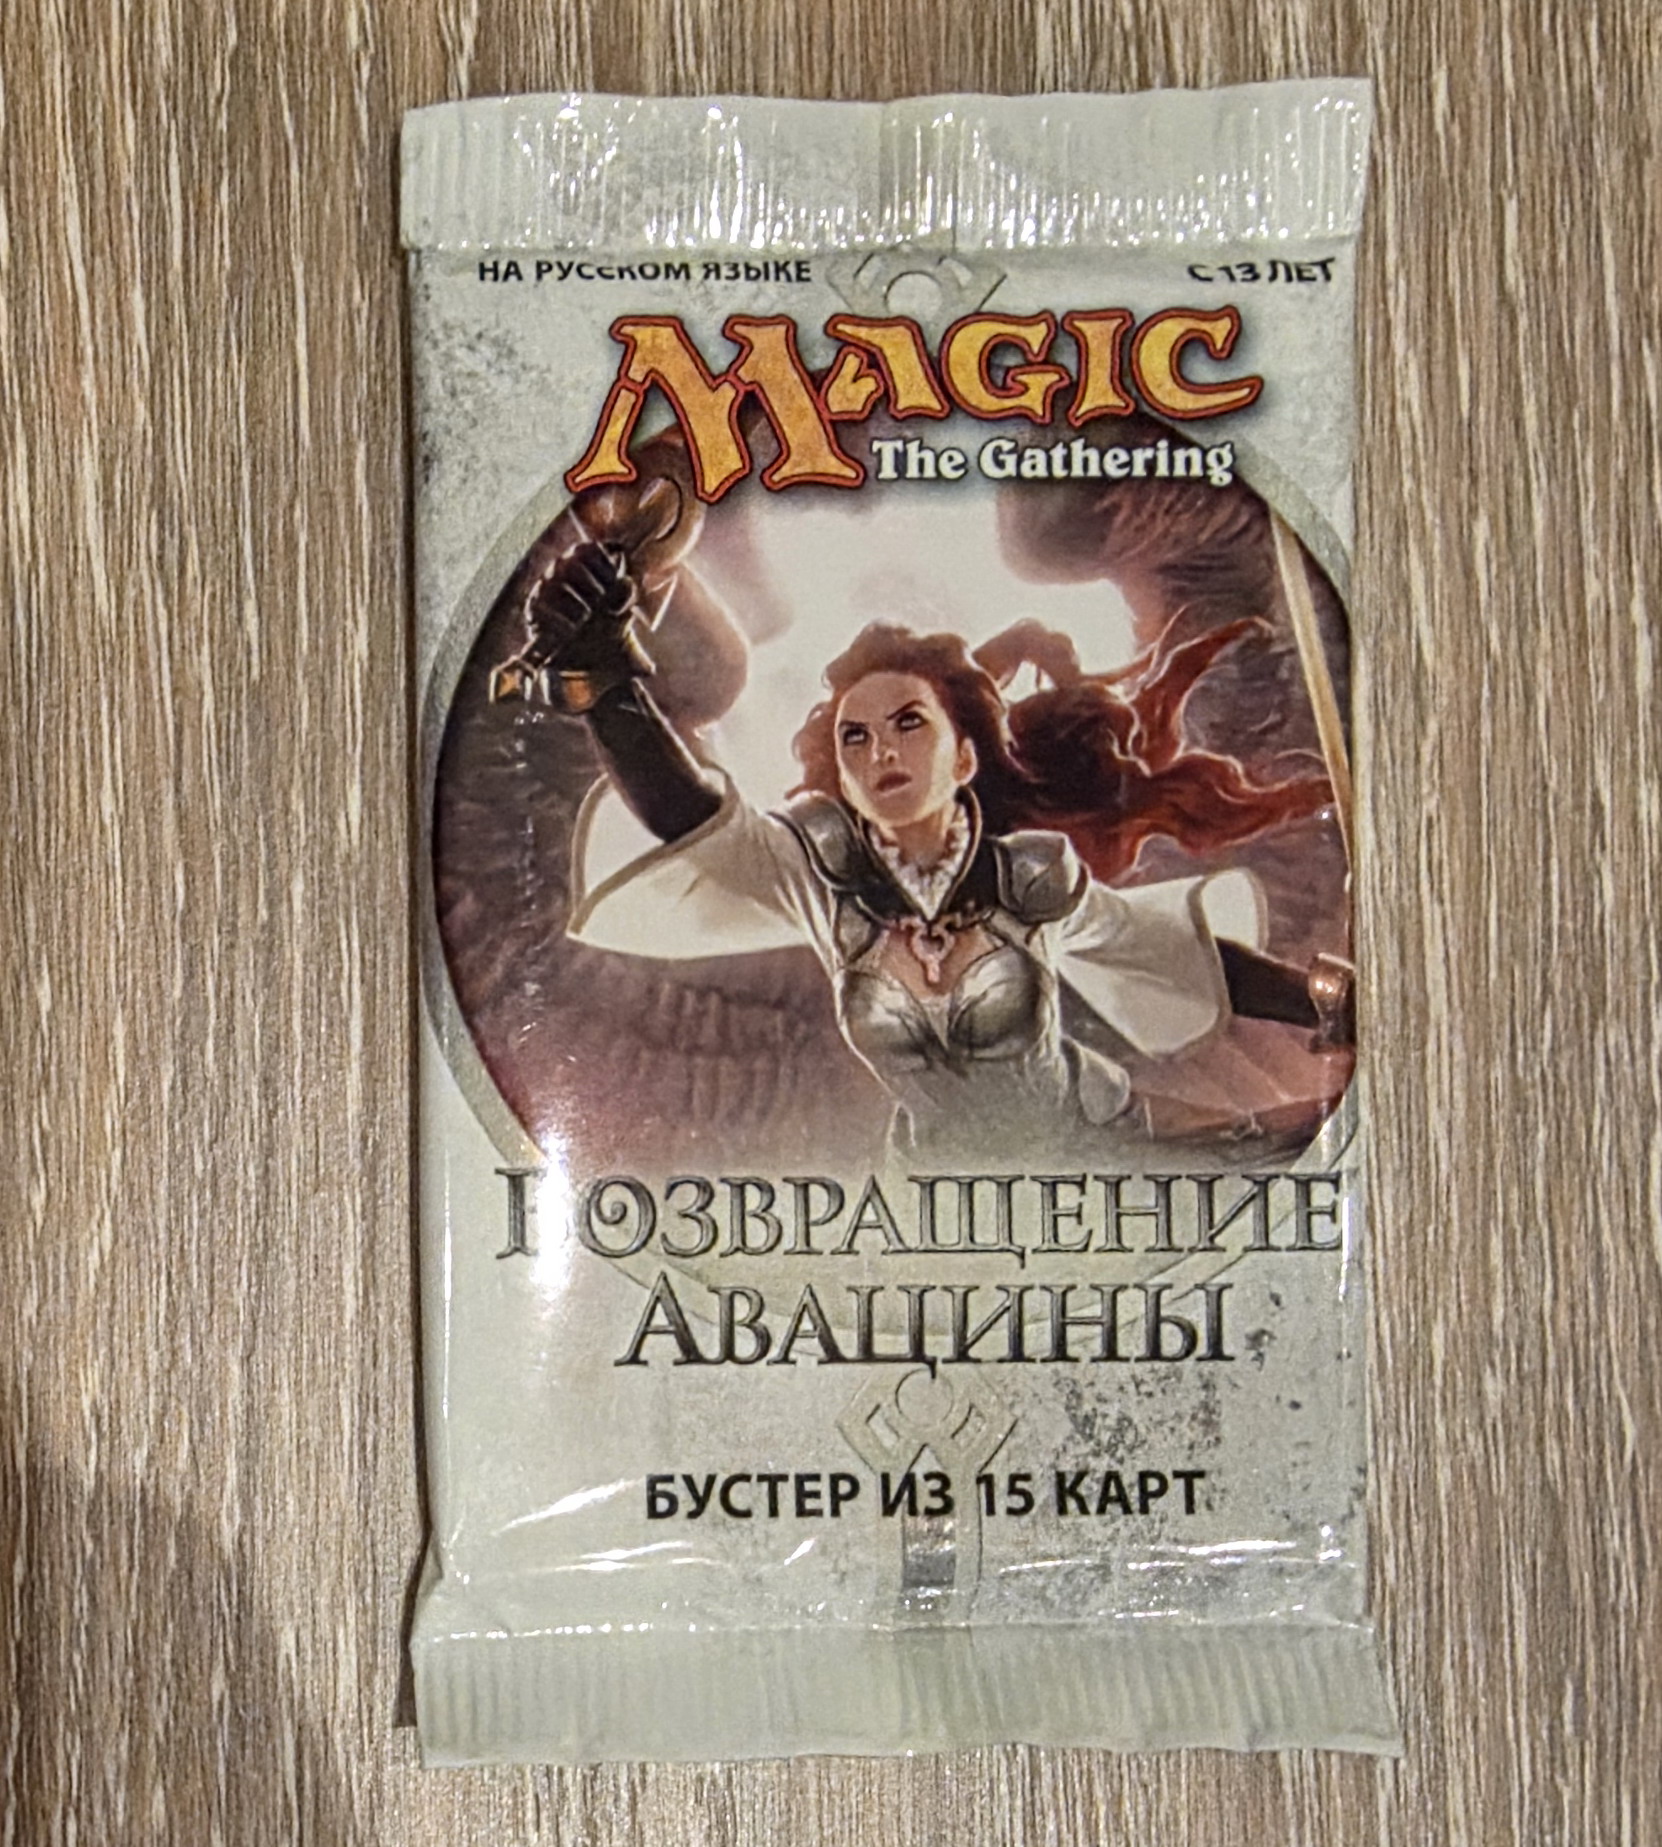 НА РУССКОМ ЯЗЫКЕ
С 13 ЛЕТ
MAGIC
The Gathering
ВОЗВРАЩЕНИЕ
АВАЦИНЫ
БУСТЕР ИЗ 15 КАРТ